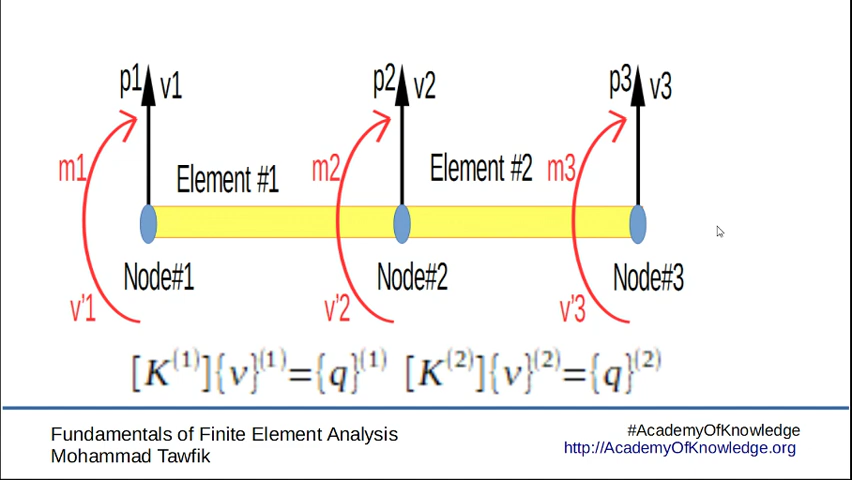 p1 v1 p2 v2 p3 v3
m1 Element #1 m2 Element #2 m3
Node#1 Node#2 Node#3
v'1 v'2 v'3
[K⁽¹⁾]{v}⁽¹⁾={q}⁽¹⁾ [K⁽²⁾]{v}⁽²⁾={q}⁽²⁾
Fundamentals of Finite Element Analysis
Mohammad Tawfik
#AcademyOfKnowledge
http://AcademyOfKnowledge.org